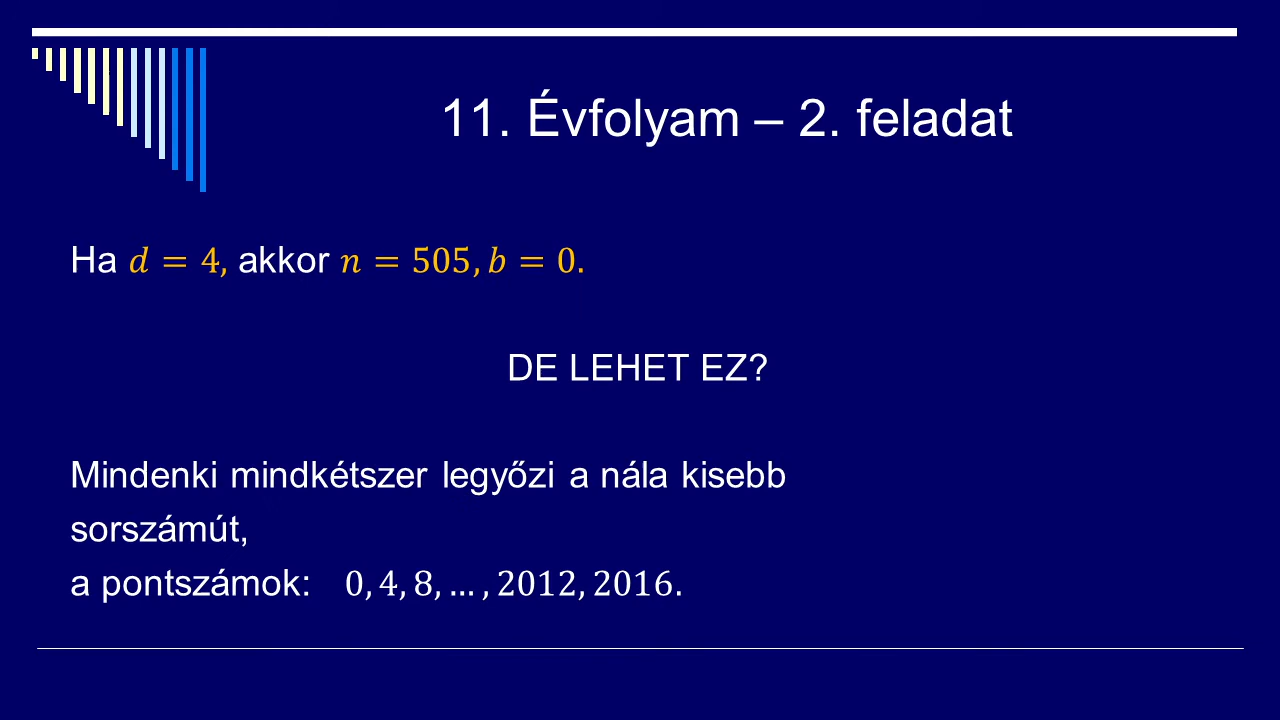 11. Évfolyam – 2. feladat
Ha 𝑑 = 4, akkor 𝑛 = 505, 𝑏 = 0.
DE LEHET EZ?
Mindenki mindkétszer legyőzi a nála kisebb
sorszámút,
a pontszámok: 0, 4, 8, … , 2012, 2016.